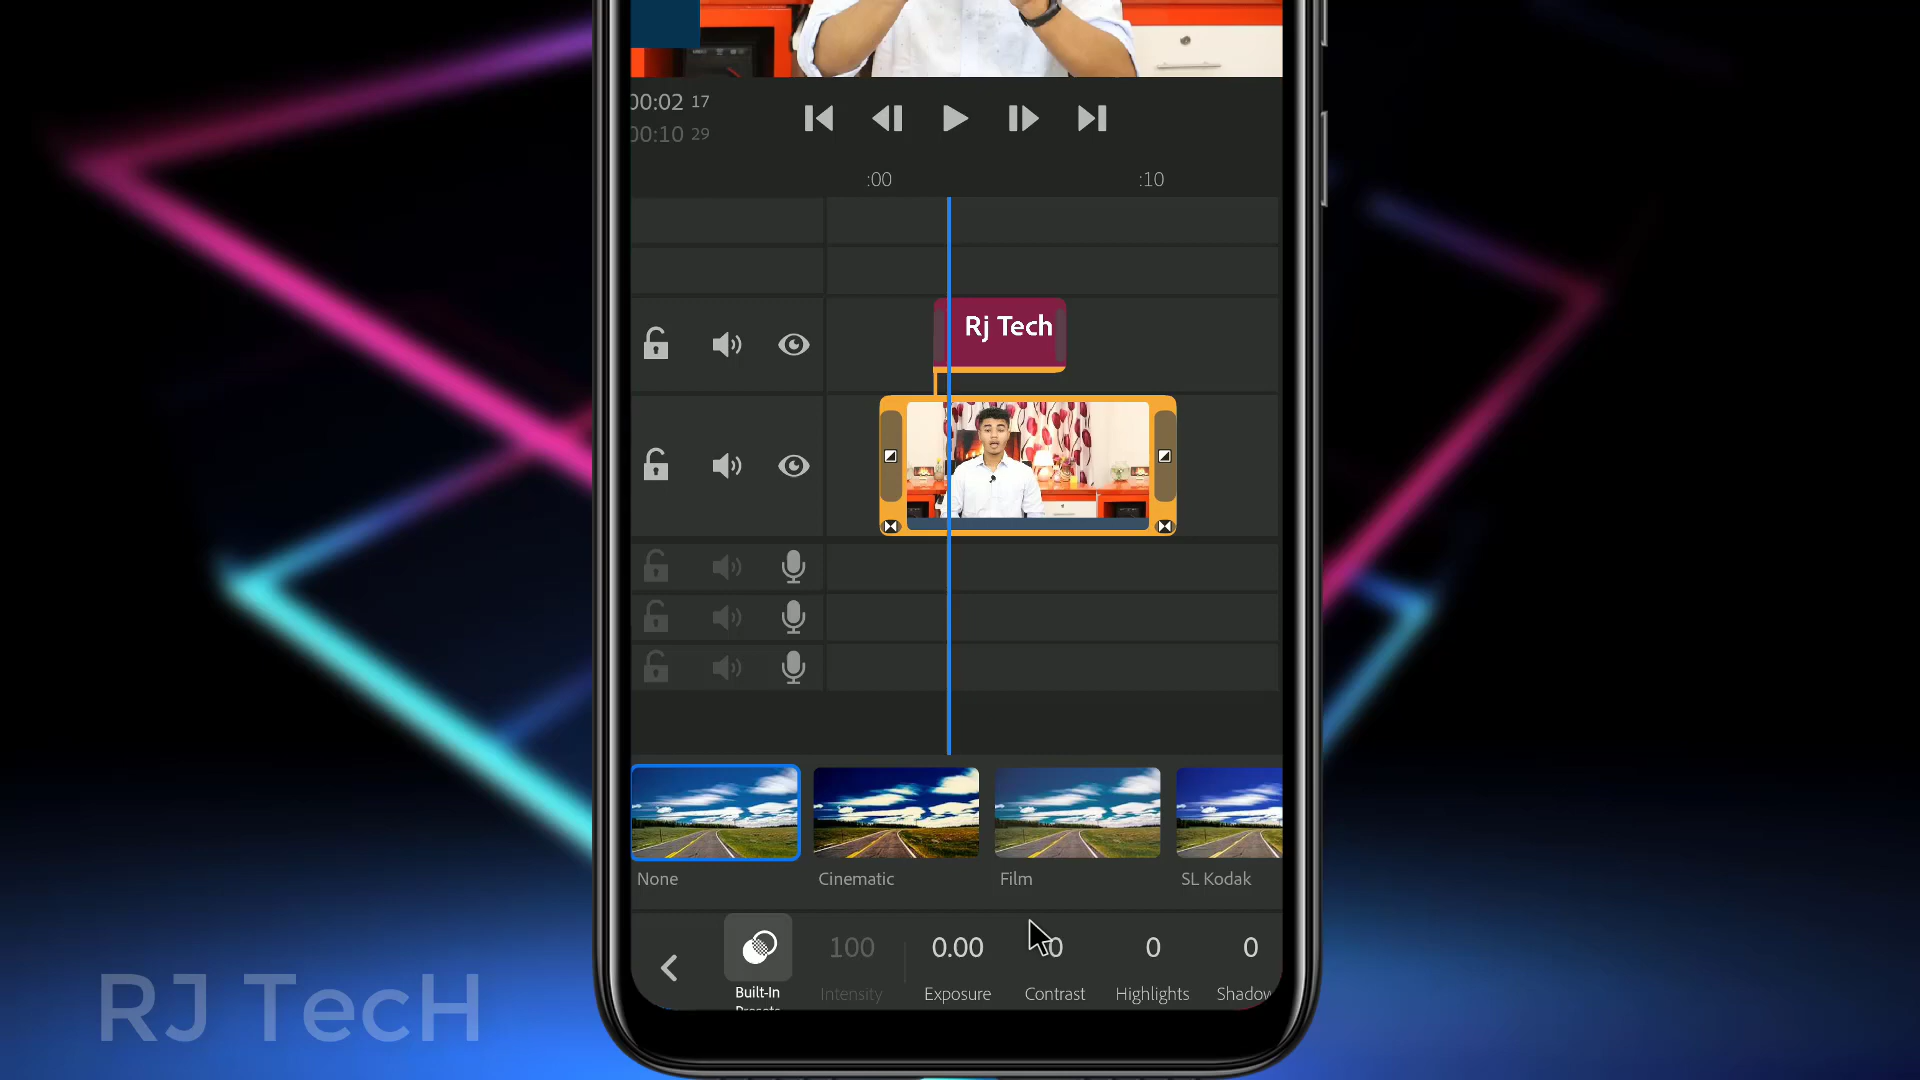 00:02 17
00:10 29
:00 :10
Rj Tech
None Cinematic Film SL Kodak
100 0.00 0 0 0
Built-In Intensity Exposure Contrast Highlights Shadow
Presets
RJ TecH